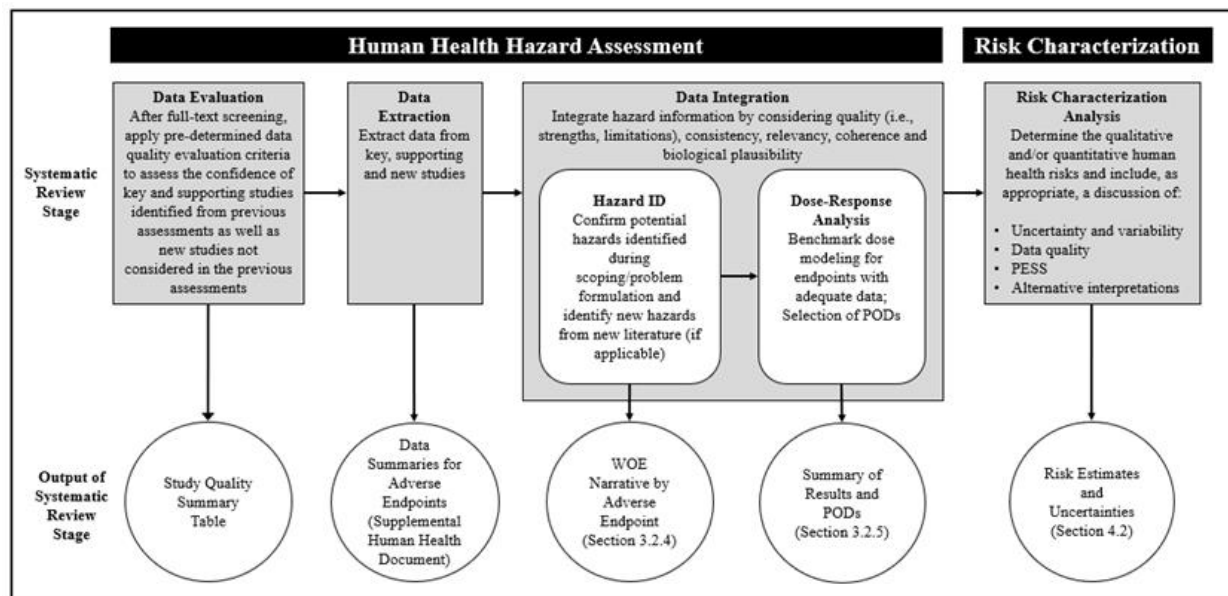 Human Health Hazard Assessment
Risk Characterization
Systematic
Review
Stage
Data Evaluation
After full-text screening,
apply pre-determined data
quality evaluation criteria
to assess the confidence of
key and supporting studies
identified from previous
assessments as well as
new studies not
considered in the previous
assessments
Data
Extraction
Extract data from
key, supporting
and new studies
Data Integration
Integrate hazard information by considering quality (i.e.,
strengths, limitations), consistency, relevancy, coherence and
biological plausibility
Hazard ID
Confirm potential
hazards identified
during
scoping/problem
formulation and
identify new hazards
from new literature (if
applicable)
Dose-Response
Analysis
Benchmark dose
modeling for
endpoints with
adequate data;
Selection of PODs
Risk Characterization
Analysis
Determine the qualitative
and/or quantitative human
health risks and include, as
appropriate, a discussion of:
• Uncertainty and variability
• Data quality
• PESS
• Alternative interpretations
Output of
Systematic
Review
Stage
Study Quality
Summary
Table
Data
Summaries for
Adverse
Endpoints
(Supplemental
Human Health
Document)
WOE
Narrative by
Adverse
Endpoint
(Section 3.2.4)
Summary of
Results and
PODs
(Section 3.2.5)
Risk Estimates
and
Uncertainties
(Section 4.2)